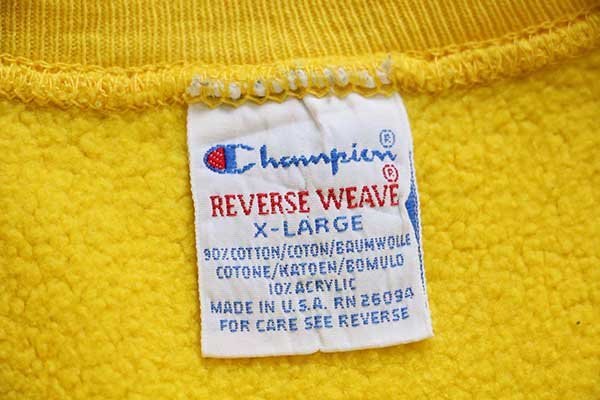 Champion®
REVERSE WEAVE®
X-LARGE
90% COTTON/COTON/BAUMWOLLE
COTONE/KATOEN/BOMULD
10% ACRYLIC
MADE IN U.S.A. RN 26094
FOR CARE SEE REVERSE